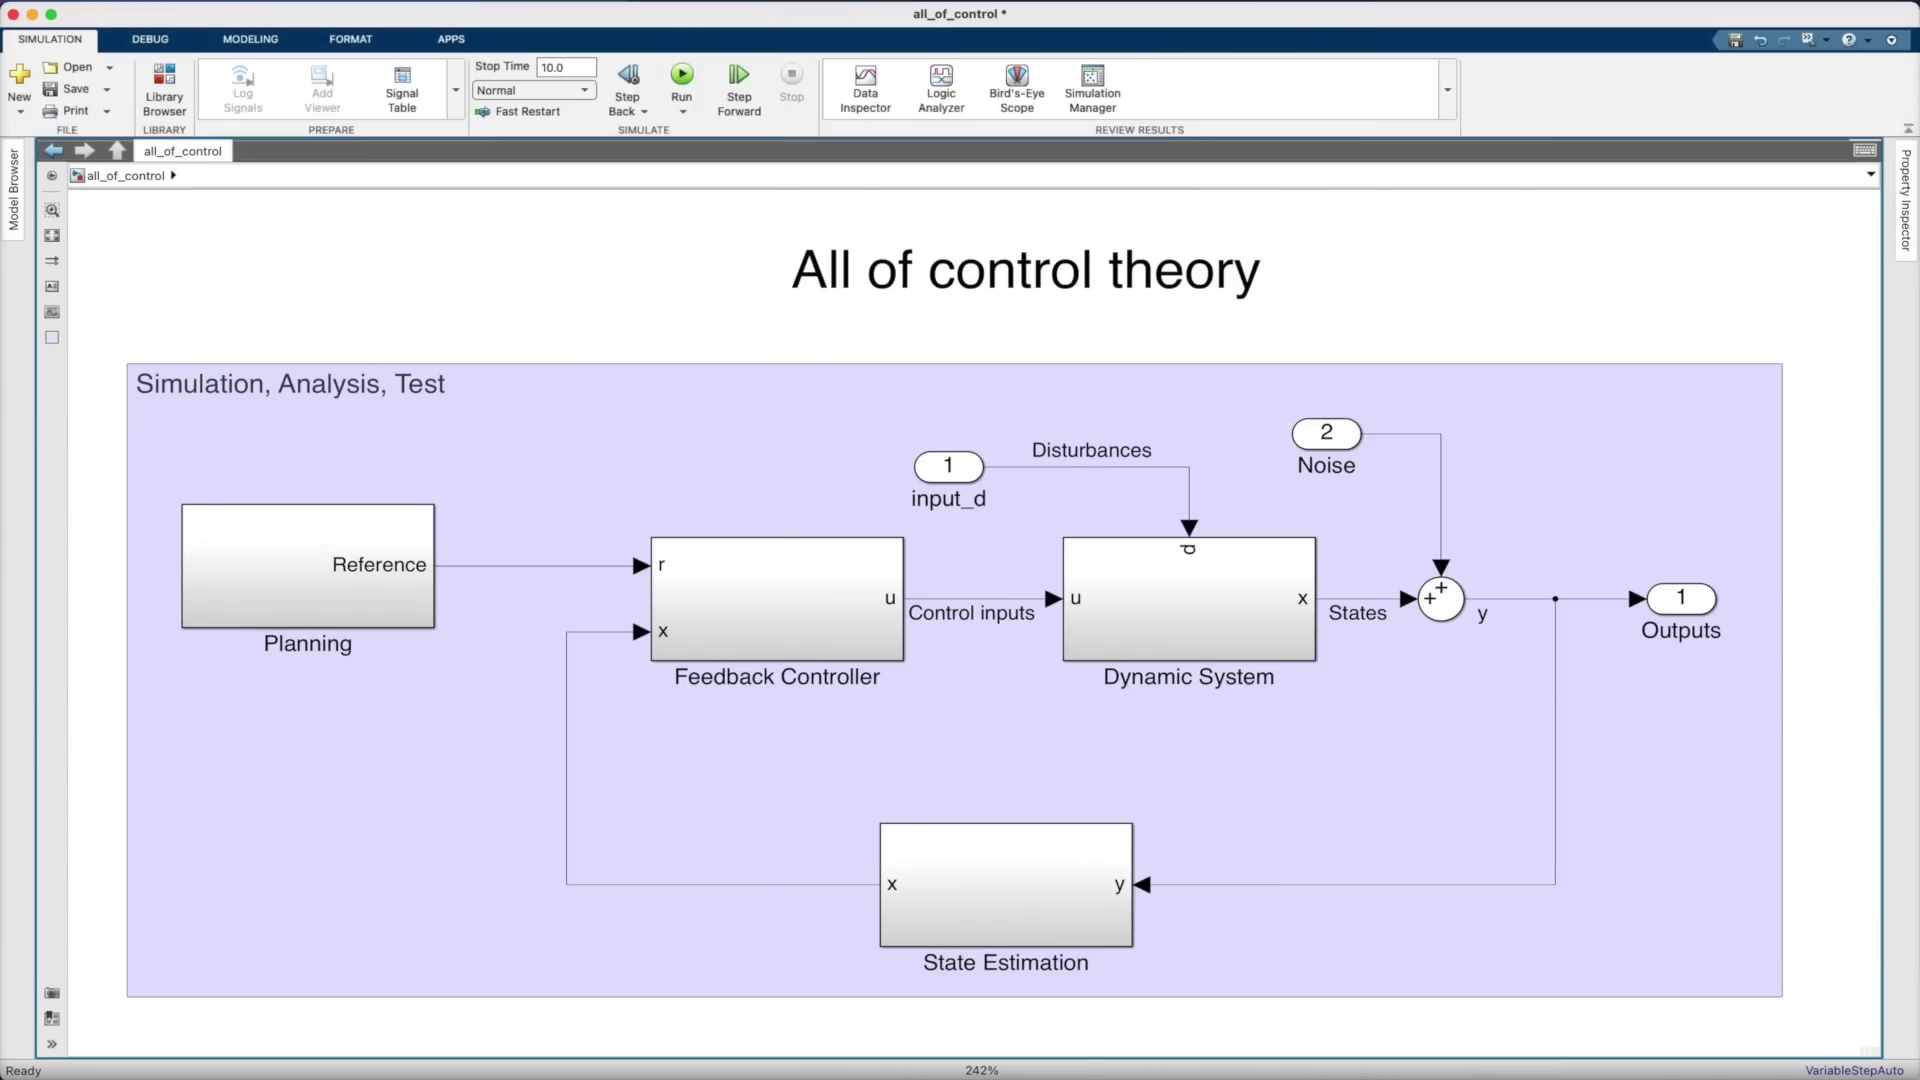 all_of_control *
SIMULATION DEBUG MODELING FORMAT APPS
New
Open
Save
Print
FILE
Library Browser
LIBRARY
Log Signals
Add Viewer
Signal Table
PREPARE
Stop Time 10.0
Normal
Fast Restart
Step Back
Run
Step Forward
Stop
SIMULATE
Data Inspector
Logic Analyzer
Bird's-Eye Scope
Simulation Manager
REVIEW RESULTS
Model Browser
all_of_control
all_of_control
Property Inspector
All of control theory
Simulation, Analysis, Test
2
Noise
Disturbances
1
input_d
Reference
Planning
r
x
u
Feedback Controller
Control inputs
d
u
x
Dynamic System
States
+
+
y
1
Outputs
x
y
State Estimation
Ready
242%
VariableStepAuto